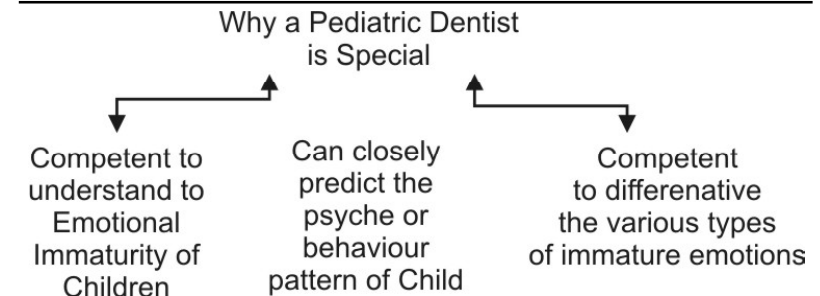 Why a Pediatric Dentist
is Special
Competent to
understand to
Emotional
Immaturity of
Children
Can closely
predict the
psyche or
behaviour
pattern of Child
Competent
to differenative
the various types
of immature emotions